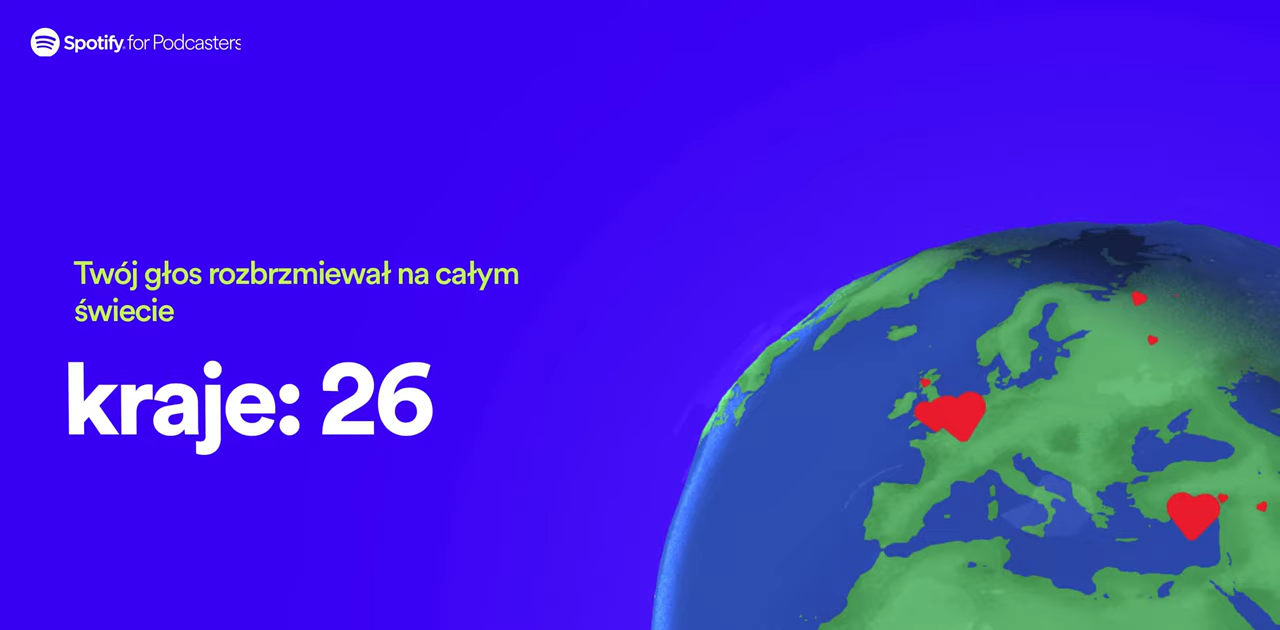 Spotify for Podcasters
Twój głos rozbrzmiewał na całym
świecie
kraje: 26